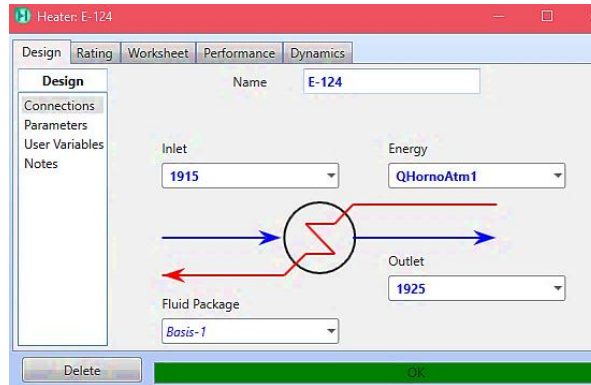 Heater: E-124
Design Rating Worksheet Performance Dynamics
Design
Connections
Parameters
User Variables
Notes
Name E-124
Inlet
1915
Energy
QHornoAtm1
Outlet
1925
Fluid Package
Basis-1
Delete
OK